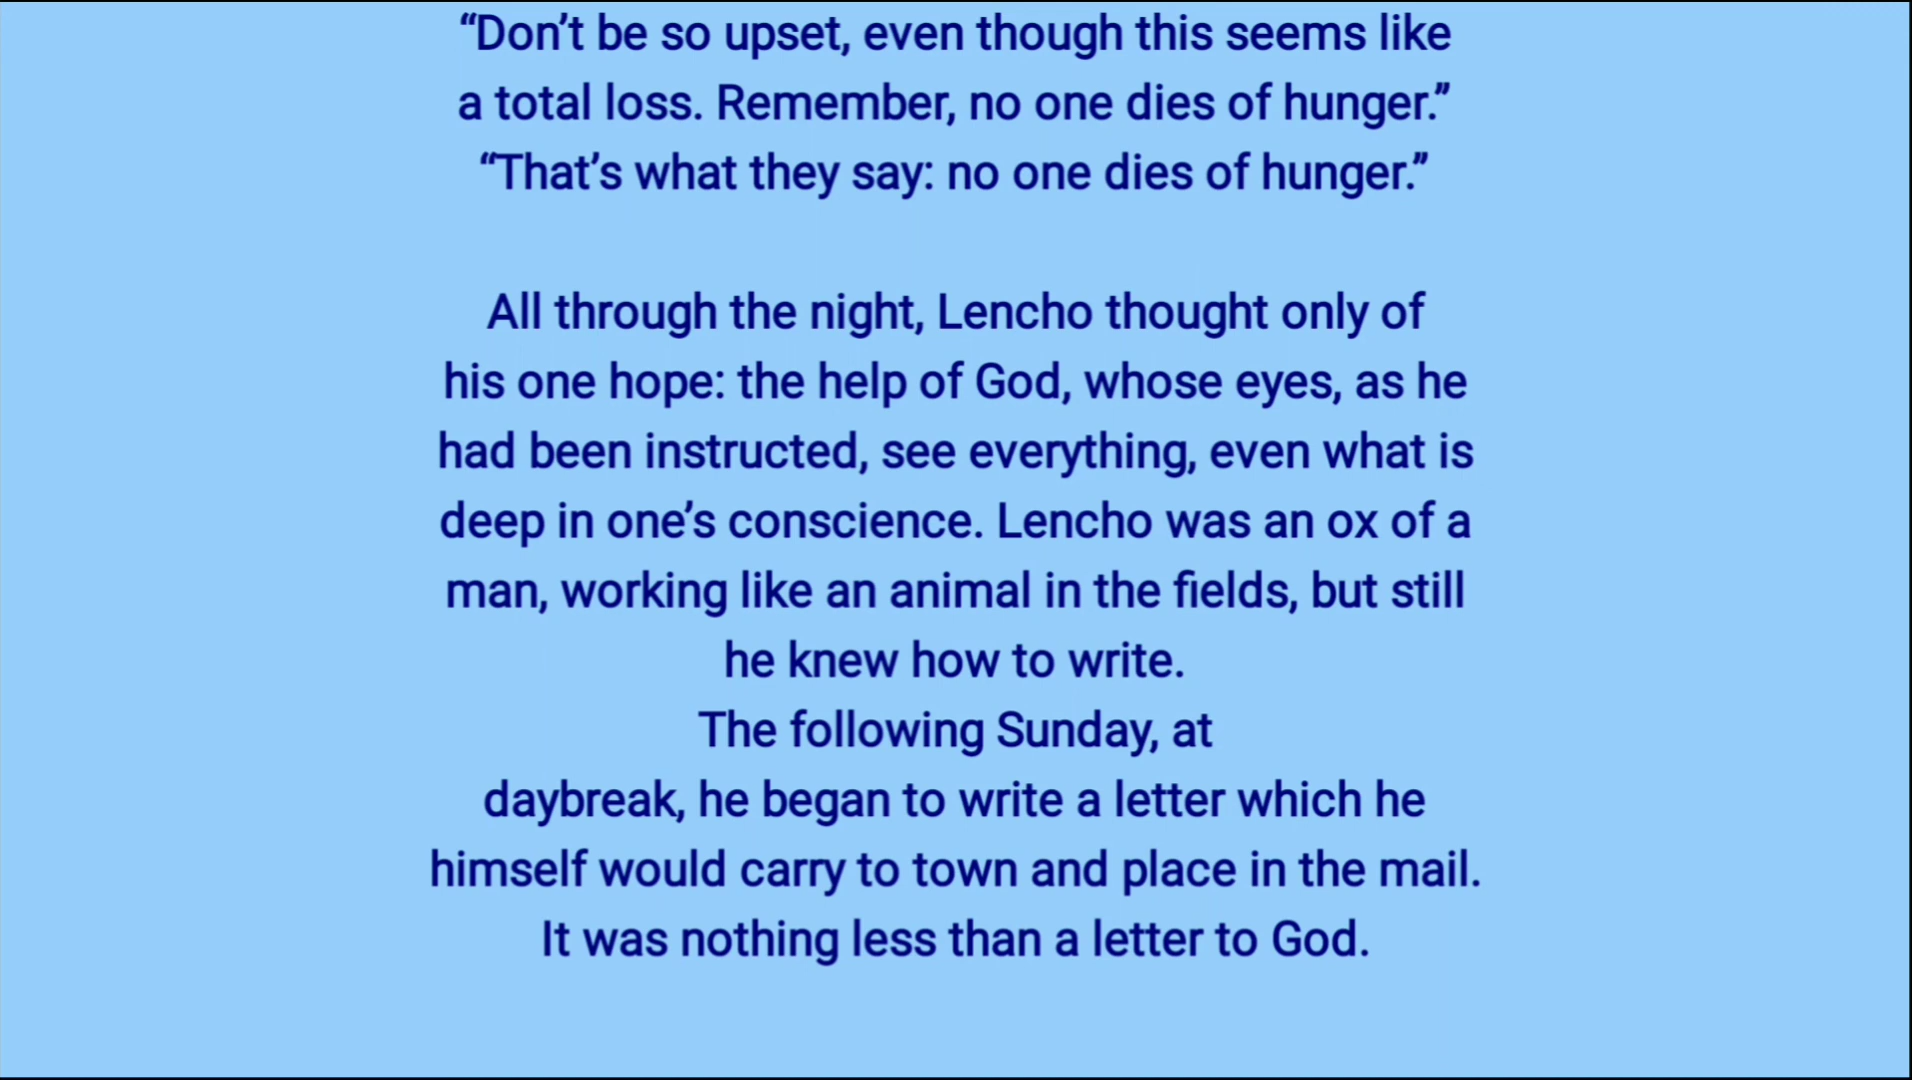 “Don’t be so upset, even though this seems like
a total loss. Remember, no one dies of hunger.”
“That’s what they say: no one dies of hunger.”
All through the night, Lencho thought only of
his one hope: the help of God, whose eyes, as he
had been instructed, see everything, even what is
deep in one’s conscience. Lencho was an ox of a
man, working like an animal in the fields, but still
he knew how to write.
The following Sunday, at
daybreak, he began to write a letter which he
himself would carry to town and place in the mail.
It was nothing less than a letter to God.